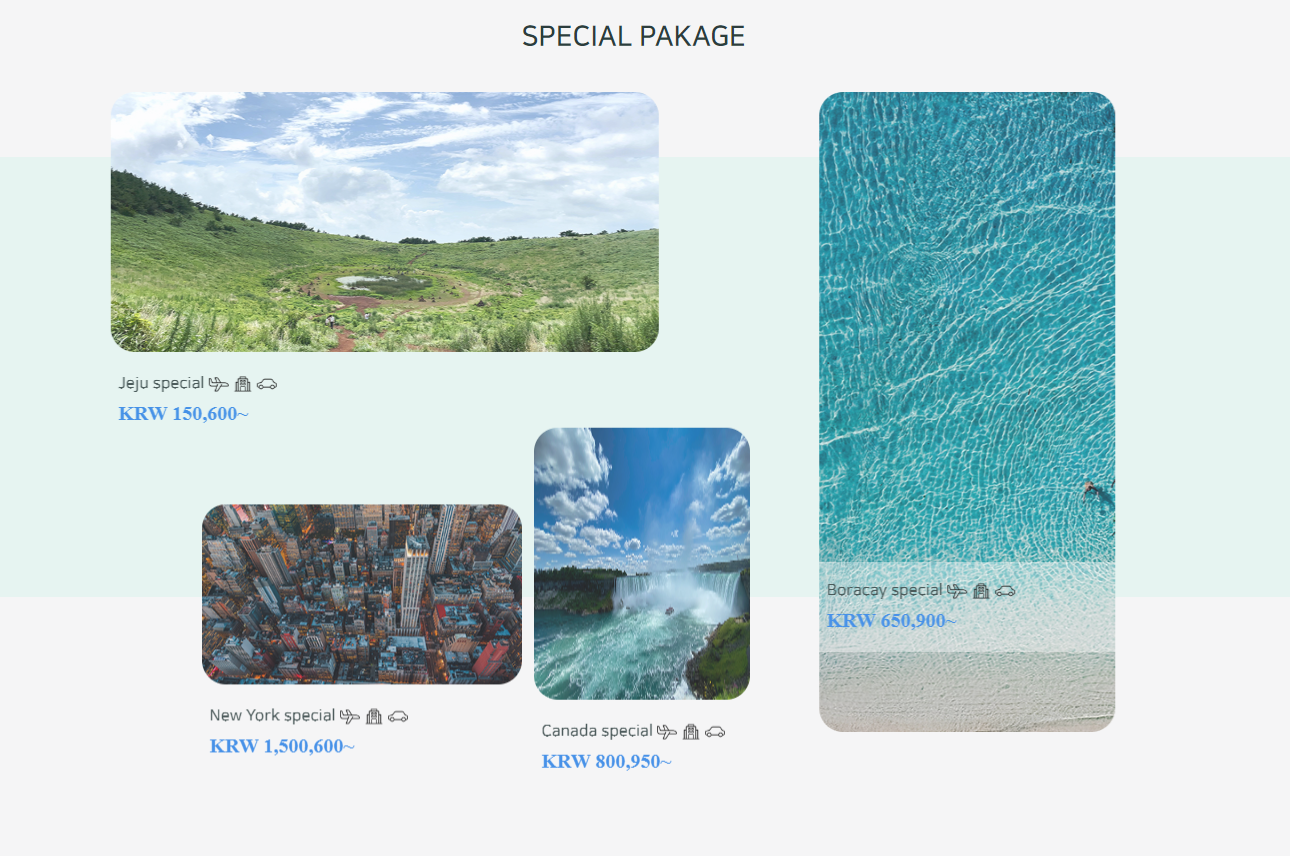 SPECIAL PAKAGE
Jeju special
KRW 150,600~
New York special
KRW 1,500,600~
Canada special
KRW 800,950~
Boracay special
KRW 650,900~